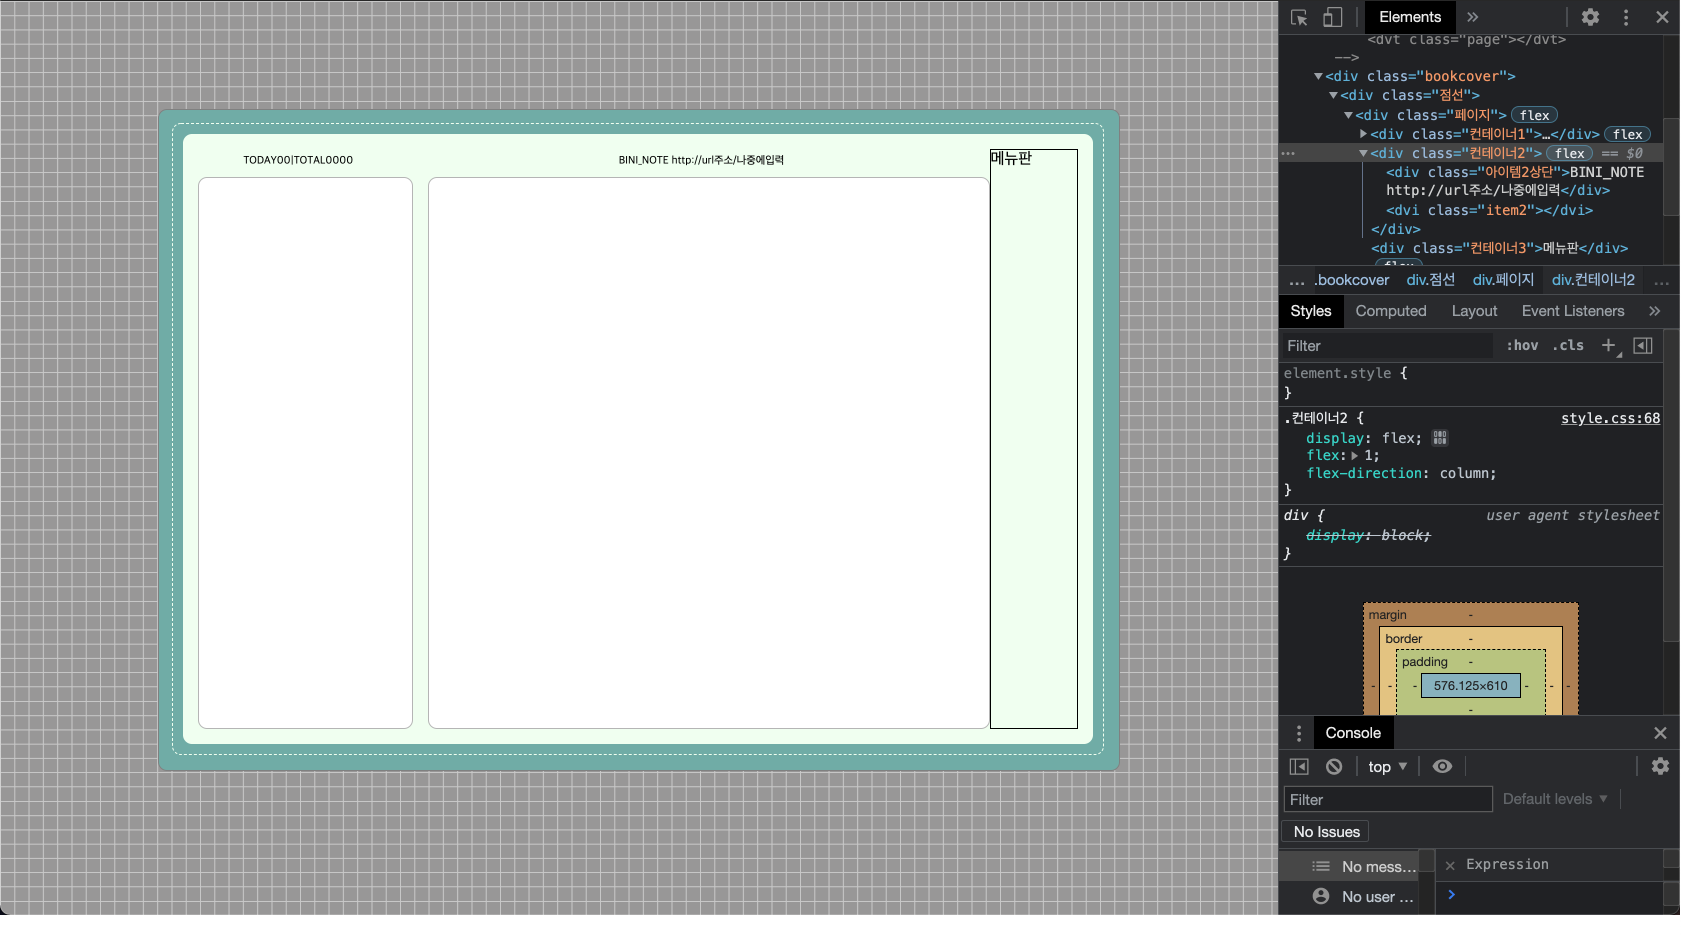 Elements
<dvt class="page"></dvt>
-->
<div class="bookcover">
<div class="점선">
<div class="페이지"> flex
<div class="컨테이너1">…</div> flex
<div class="컨테이너2"> flex == $0
<div class="아이템2상단">BINI_NOTE
http://url주소/나중에입력</div>
<dvi class="item2"></dvi>
</div>
<div class="컨테이너3">메뉴판</div>
flex
TODAY00|TOTAL0000
BINI_NOTE http://url주소/나중에입력
메뉴판
... .bookcover div.점선 div.페이지 div.컨테이너2 ...
Styles Computed Layout Event Listeners
Filter :hov .cls
element.style {
}
.컨테이너2 { style.css:68
display: flex;
flex: 1;
flex-direction: column;
}
div { user agent stylesheet
display: block;
}
margin -
border -
padding -
- - - 576.125×610 - - -
-
Console
top
Filter Default levels
No Issues
No mess… Expression
No user …